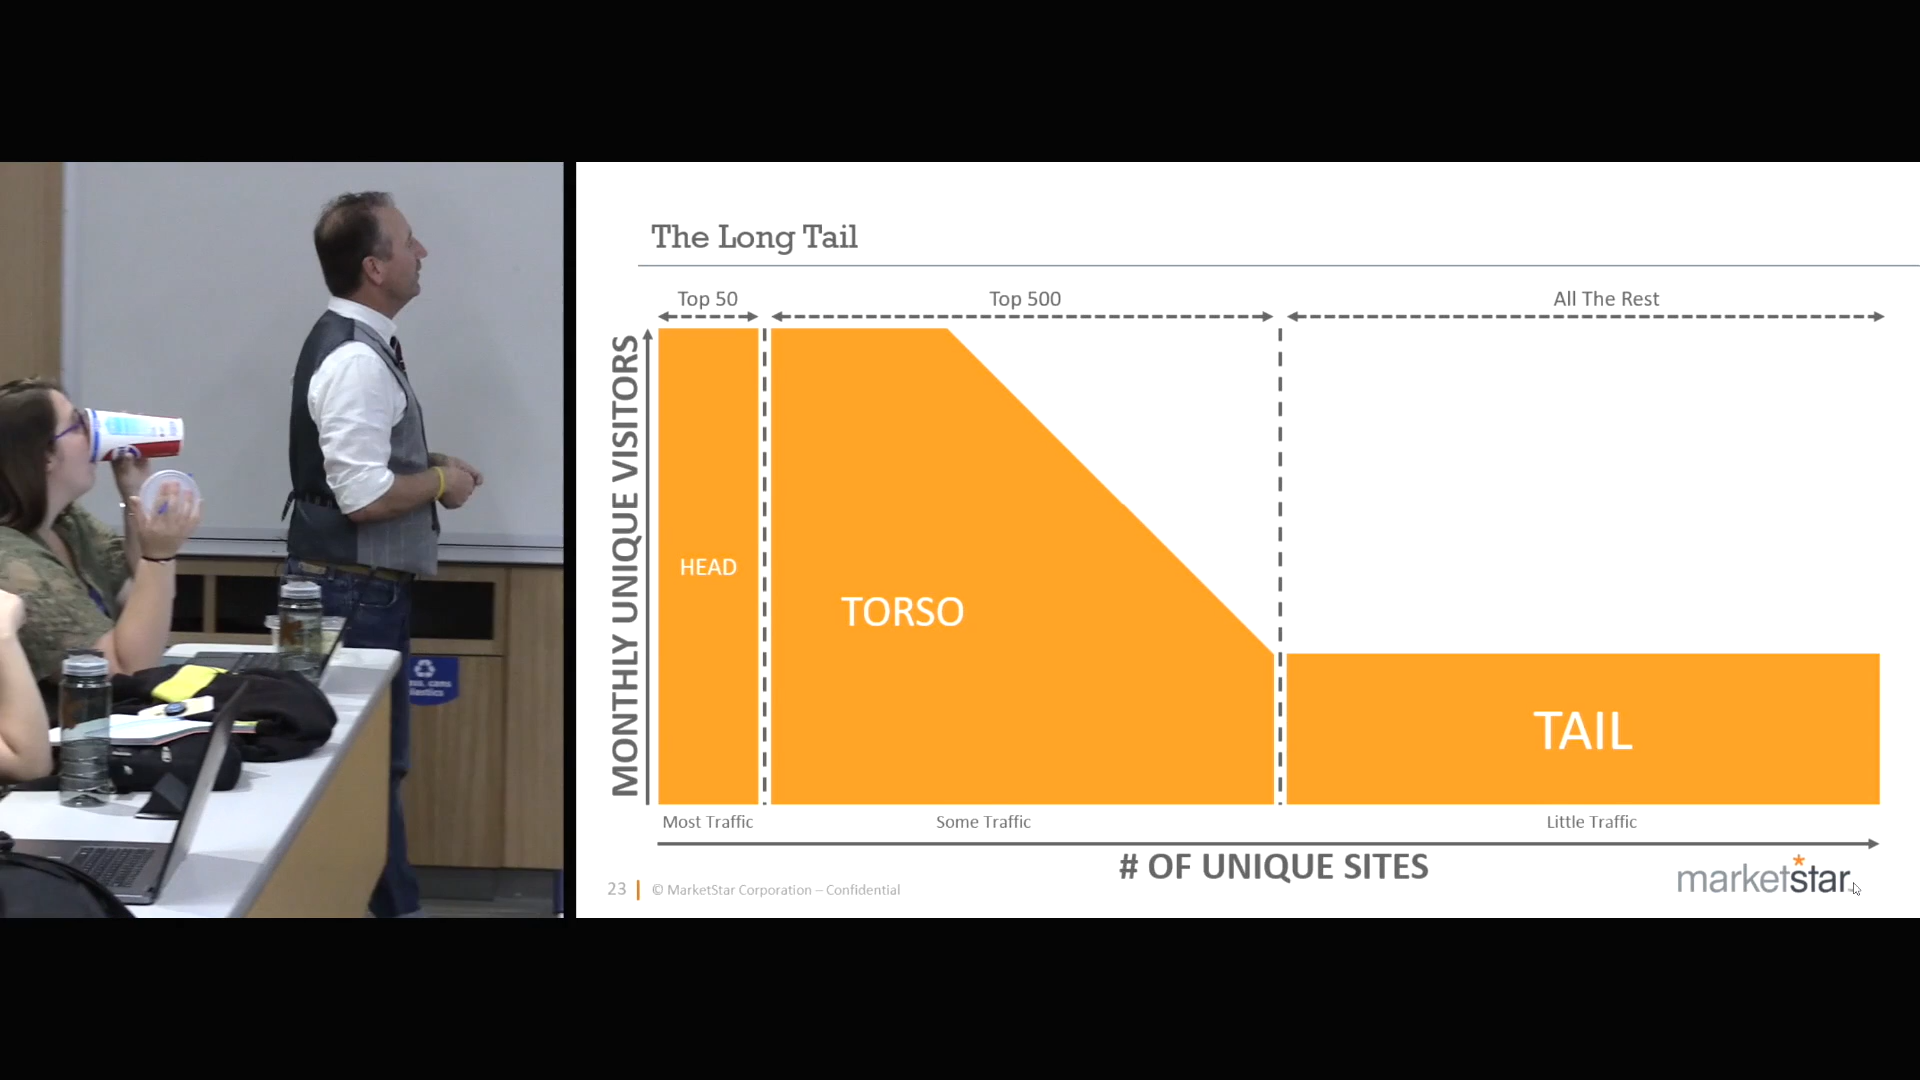 The Long Tail
Top 50
Top 500
All The Rest
MONTHLY UNIQUE VISITORS
HEAD
TORSO
TAIL
Most Traffic
Some Traffic
Little Traffic
# OF UNIQUE SITES
23
© MarketStar Corporation – Confidential
marketstar